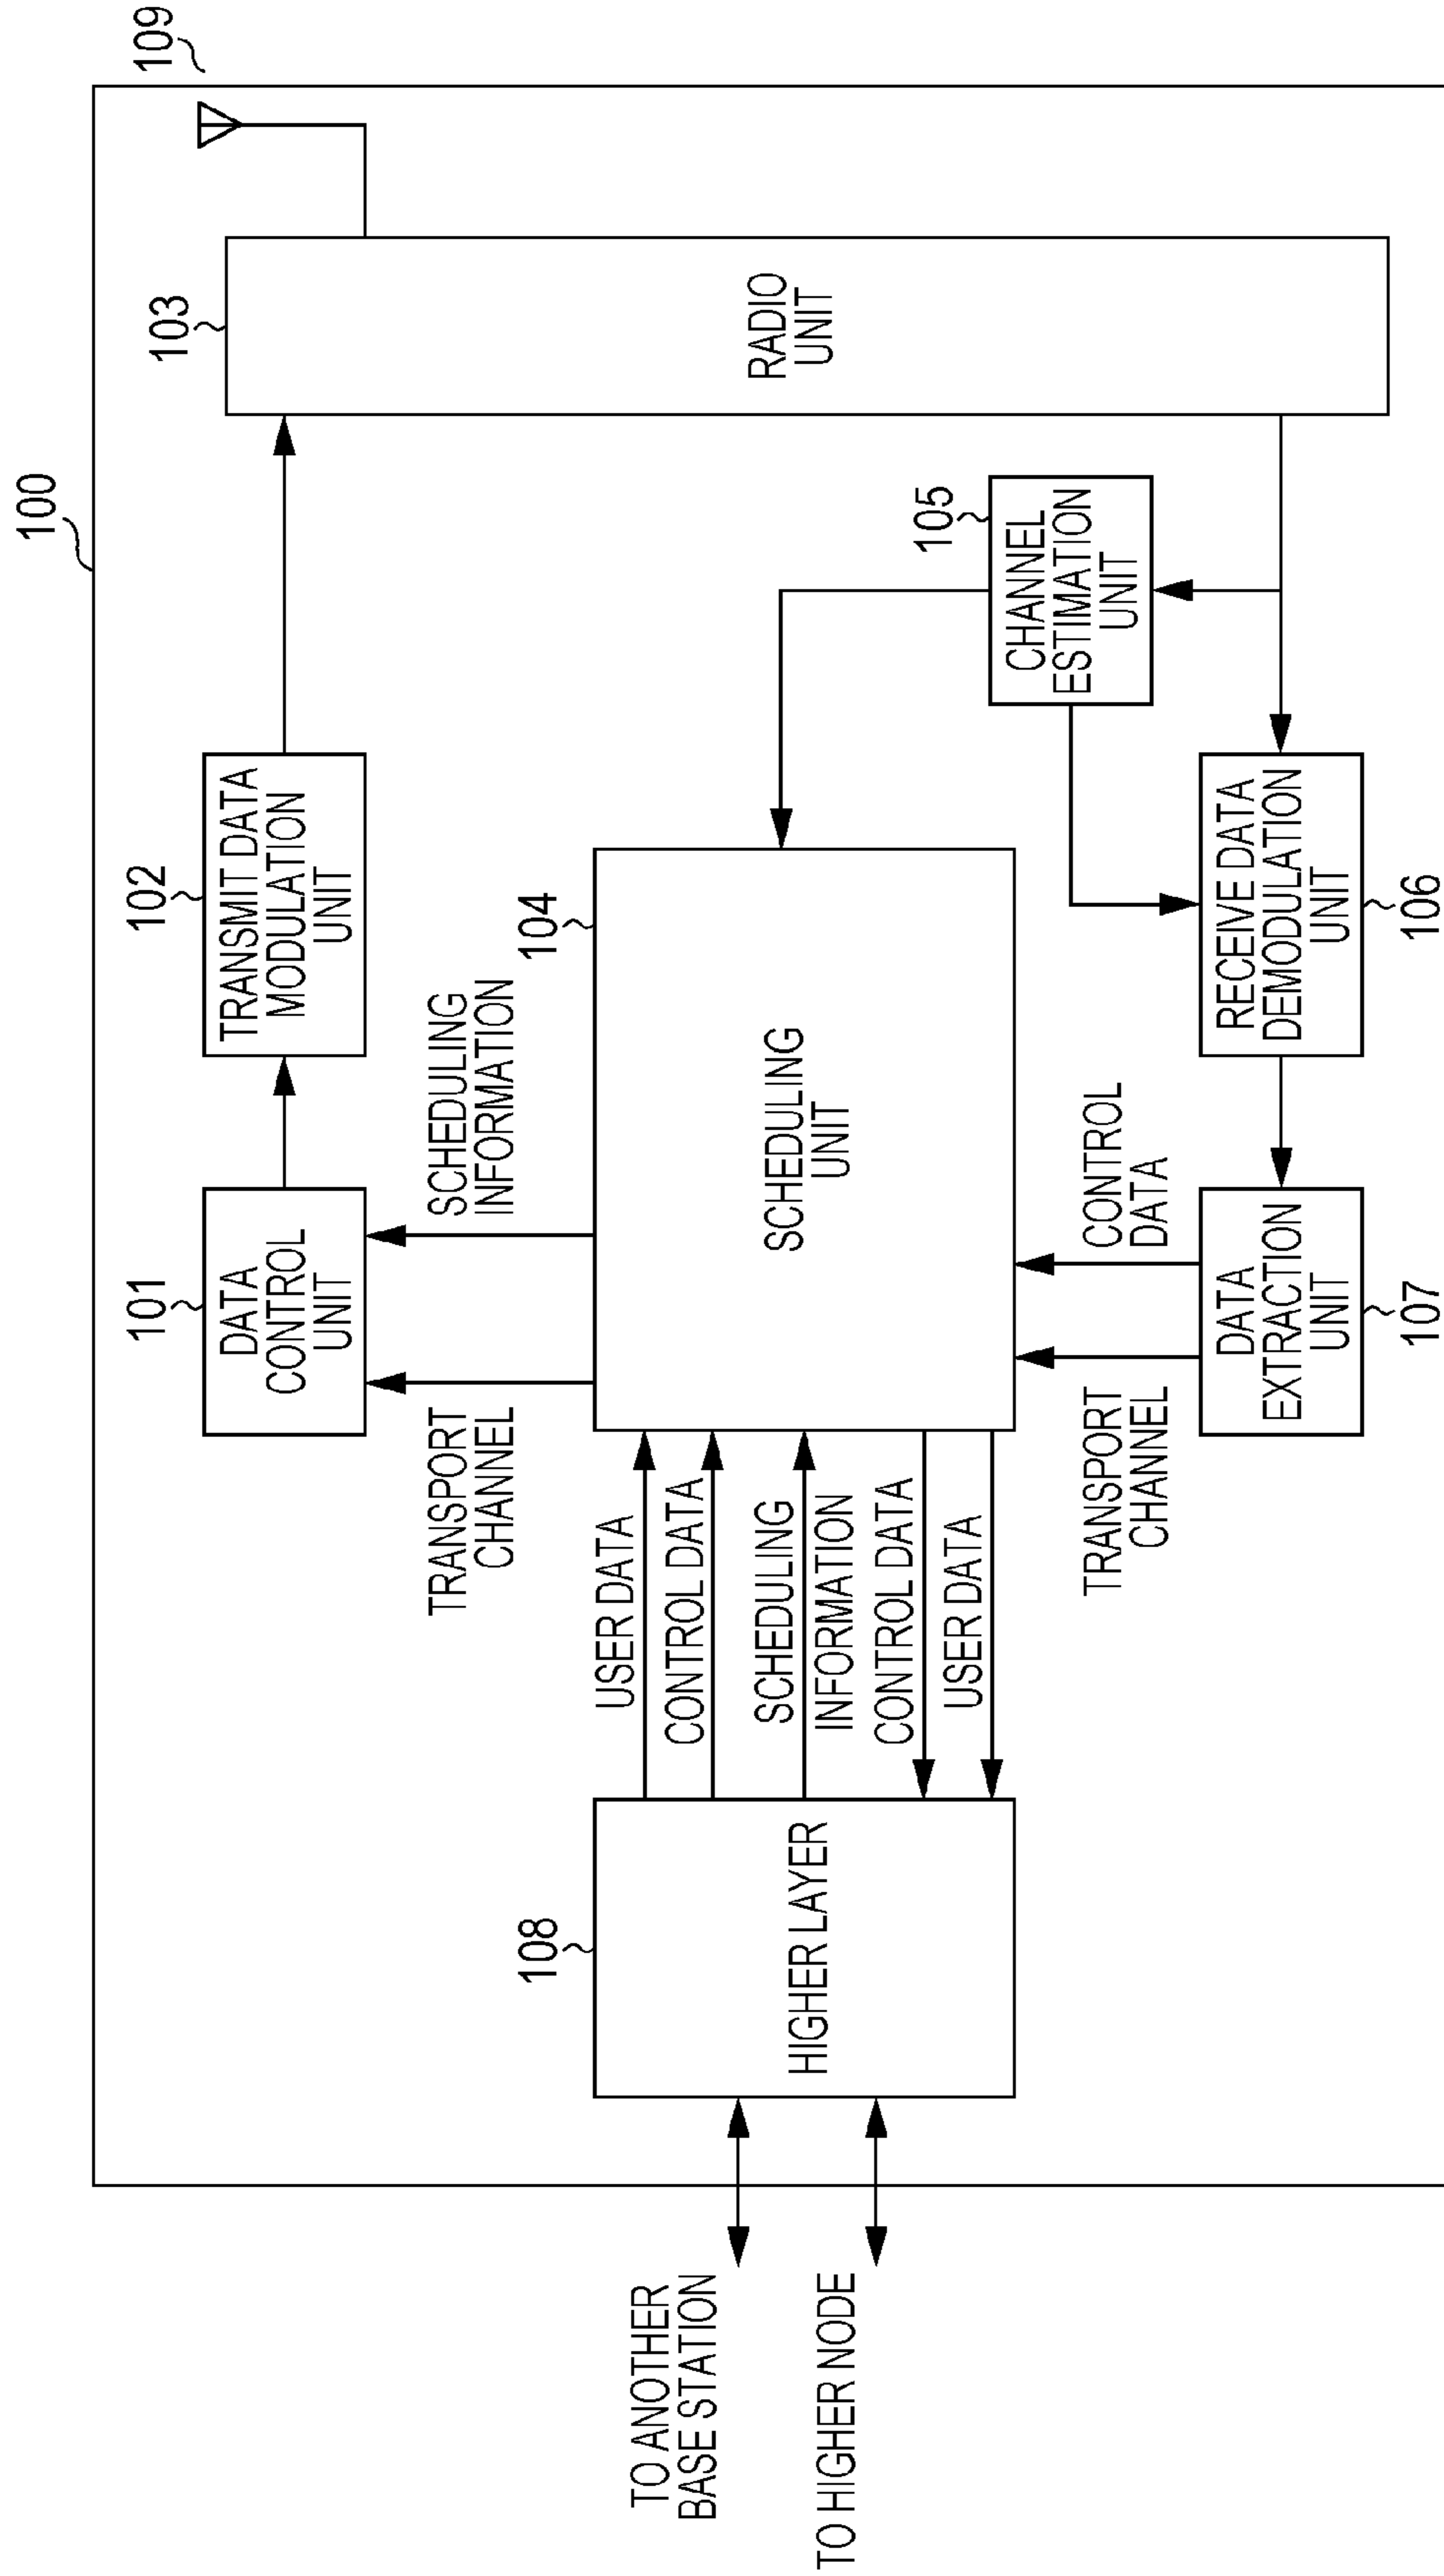 100
109
101
DATA
CONTROL
UNIT
102
TRANSMIT DATA
MODULATION
UNIT
103
RADIO
UNIT
TRANSPORT
CHANNEL
SCHEDULING
INFORMATION
TO ANOTHER
BASE STATION
TO HIGHER NODE
108
HIGHER LAYER
USER DATA
CONTROL DATA
SCHEDULING
INFORMATION
CONTROL DATA
USER DATA
104
SCHEDULING
UNIT
105
CHANNEL
ESTIMATION
UNIT
TRANSPORT
CHANNEL
CONTROL
DATA
DATA
EXTRACTION
UNIT
107
RECEIVE DATA
DEMODULATION
UNIT
106